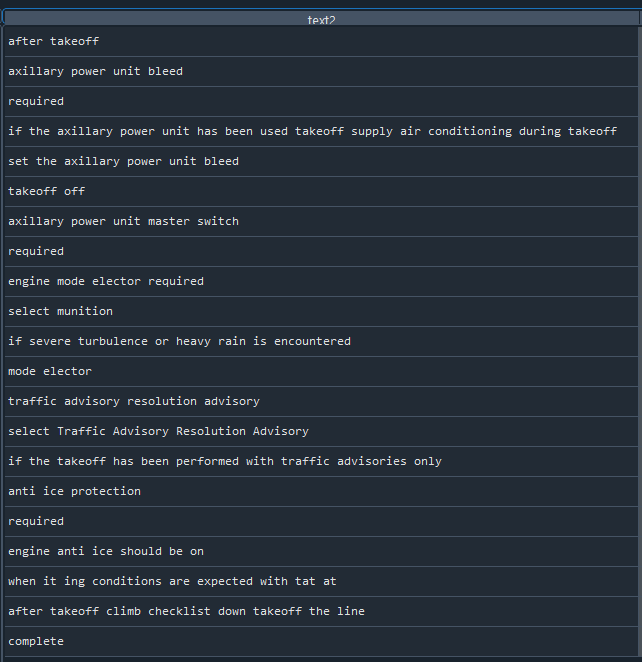 text2
after takeoff
axillary power unit bleed
required
if the axillary power unit has been used takeoff supply air conditioning during takeoff
set the axillary power unit bleed
takeoff off
axillary power unit master switch
required
engine mode elector required
select munition
if severe turbulence or heavy rain is encountered
mode elector
traffic advisory resolution advisory
select Traffic Advisory Resolution Advisory
if the takeoff has been performed with traffic advisories only
anti ice protection
required
engine anti ice should be on
when it ing conditions are expected with tat at
after takeoff climb checklist down takeoff the line
complete